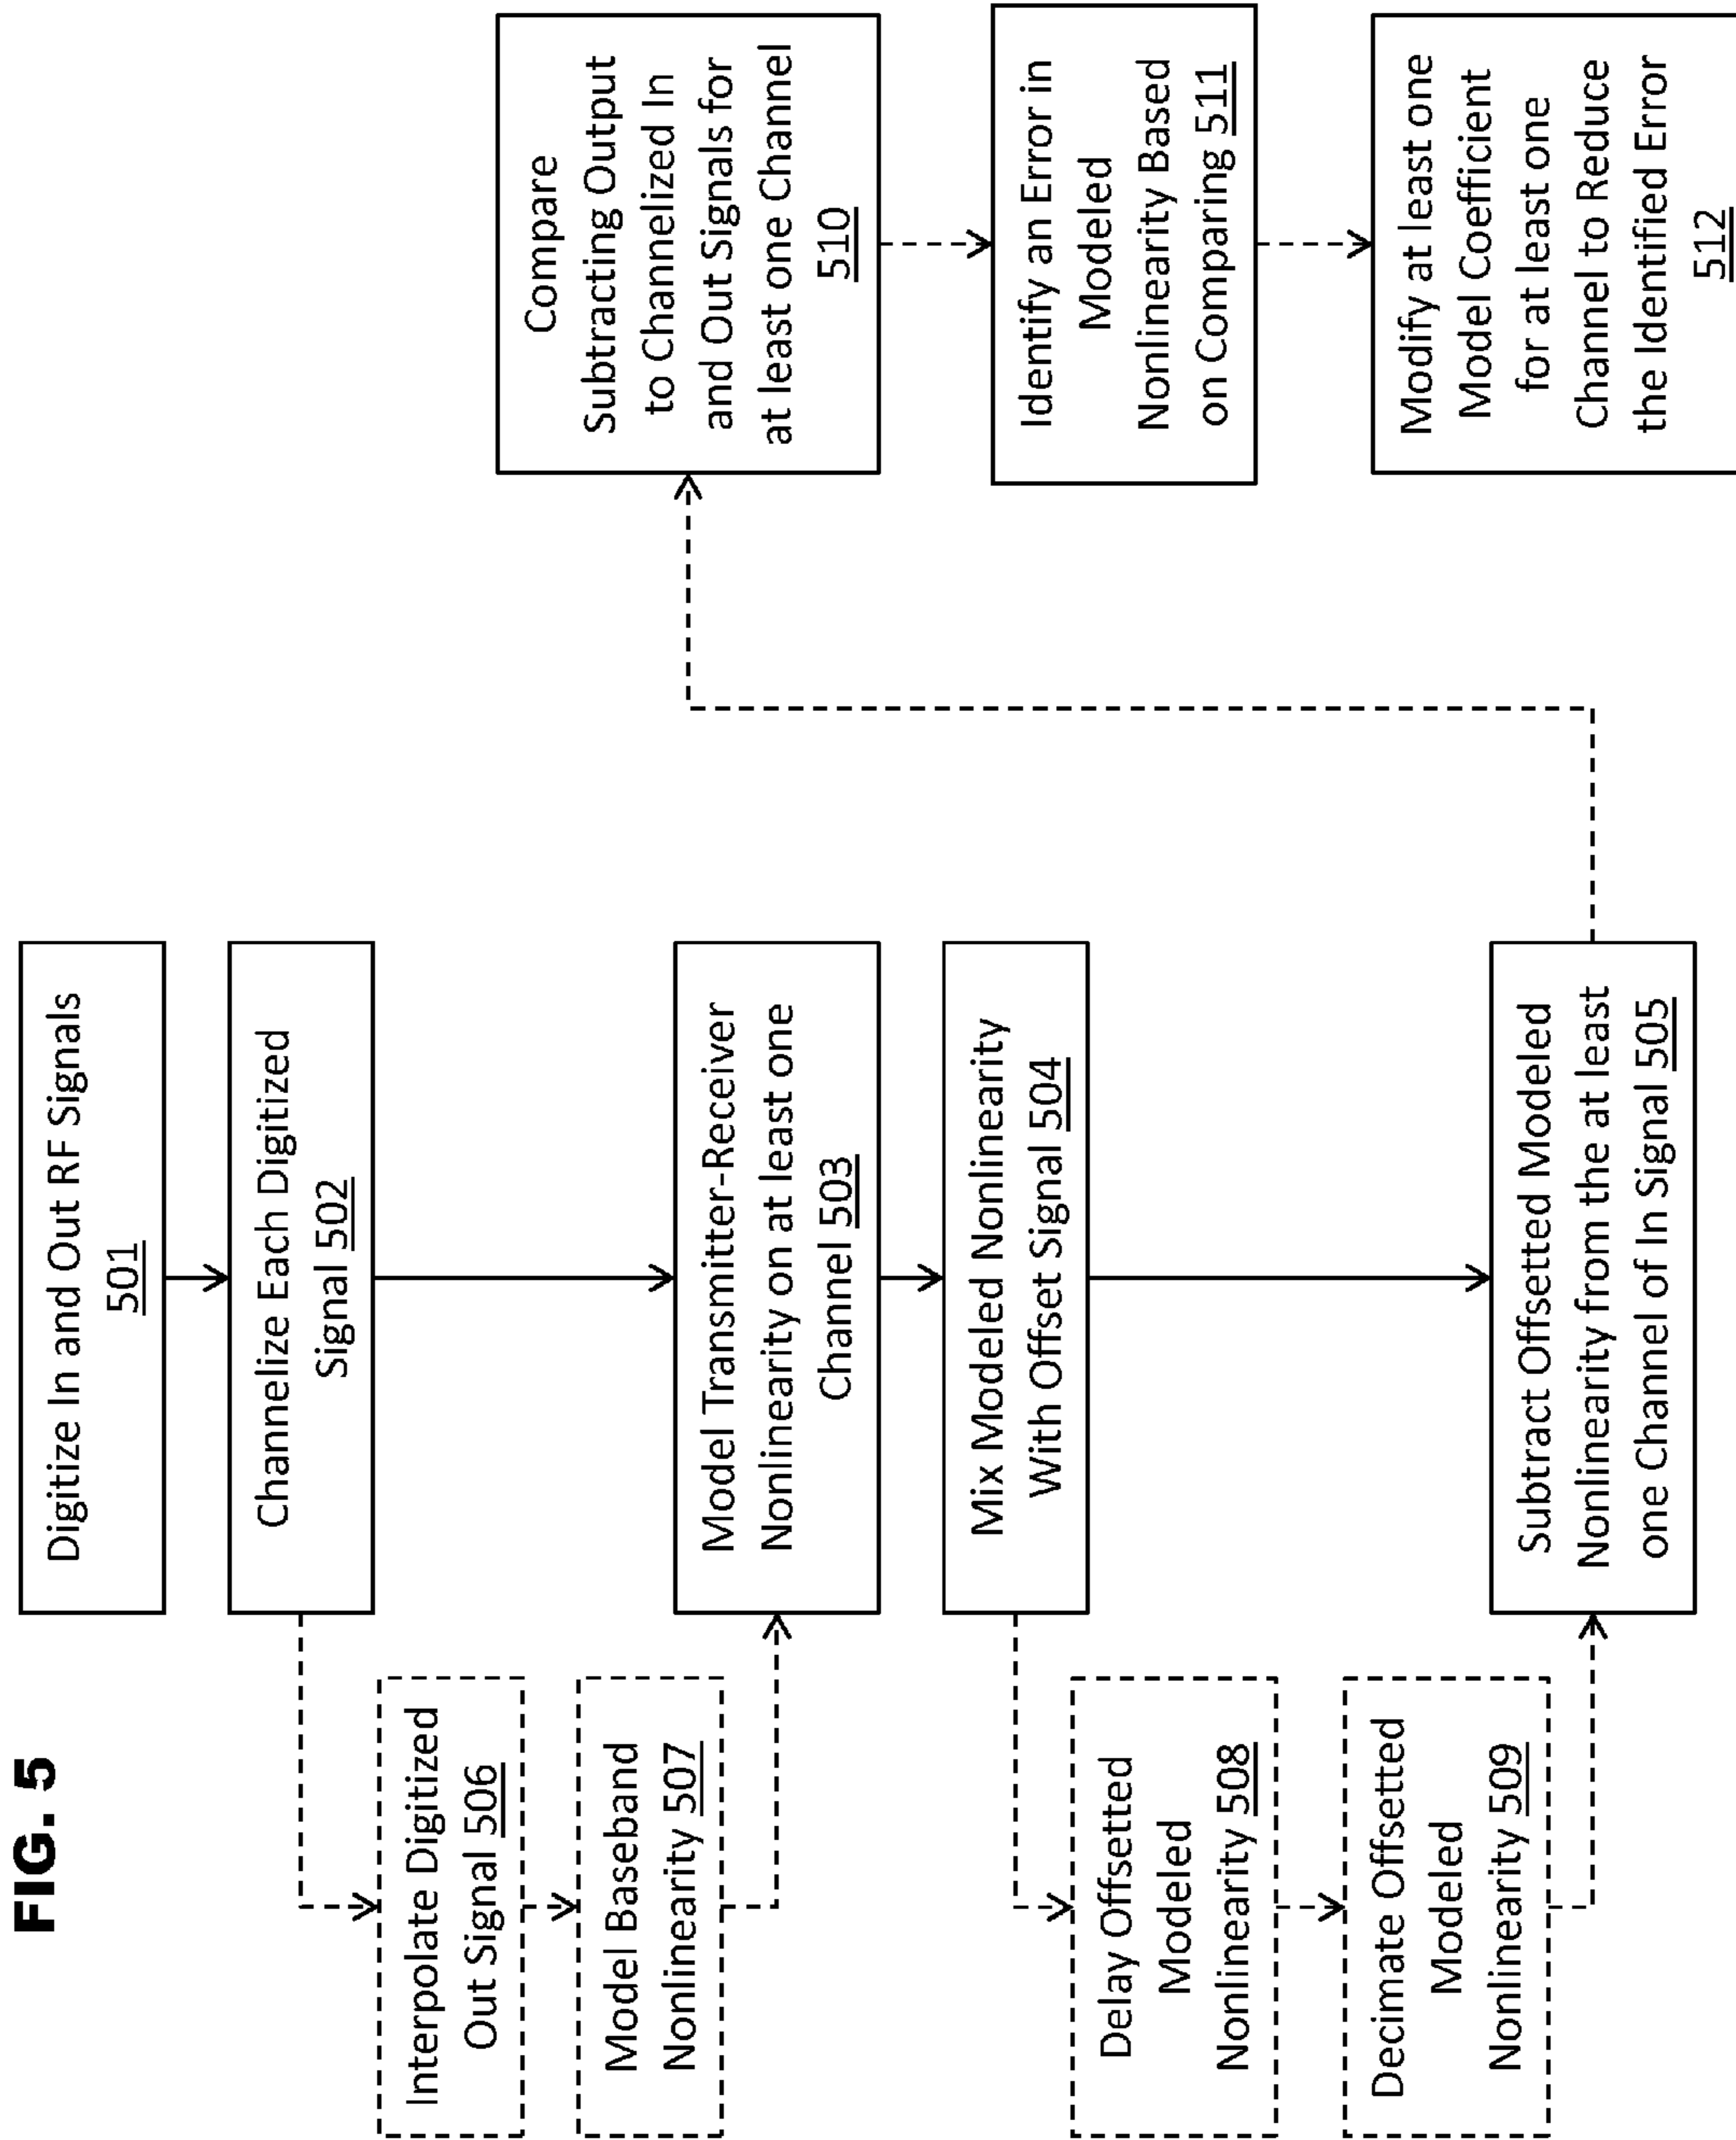 FIG. 5
Digitize In and Out RF Signals
501
Channelize Each Digitized
Signal 502
Interpolate Digitized
Out Signal 506
Model Baseband
Nonlinearity 507
Model Transmitter-Receiver
Nonlinearity on at least one
Channel 503
Mix Modeled Nonlinearity
With Offset Signal 504
Delay Offsetted
Modeled
Nonlinearity 508
Decimate Offsetted
Modeled
Nonlinearity 509
Subtract Offsetted Modeled
Nonlinearity from the at least
one Channel of In Signal 505
Compare
Subtracting Output
to Channelized In
and Out Signals for
at least one Channel
510
Identify an Error in
Modeled
Nonlinearity Based
on Comparing 511
Modify at least one
Model Coefficient
for at least one
Channel to Reduce
the Identified Error
512